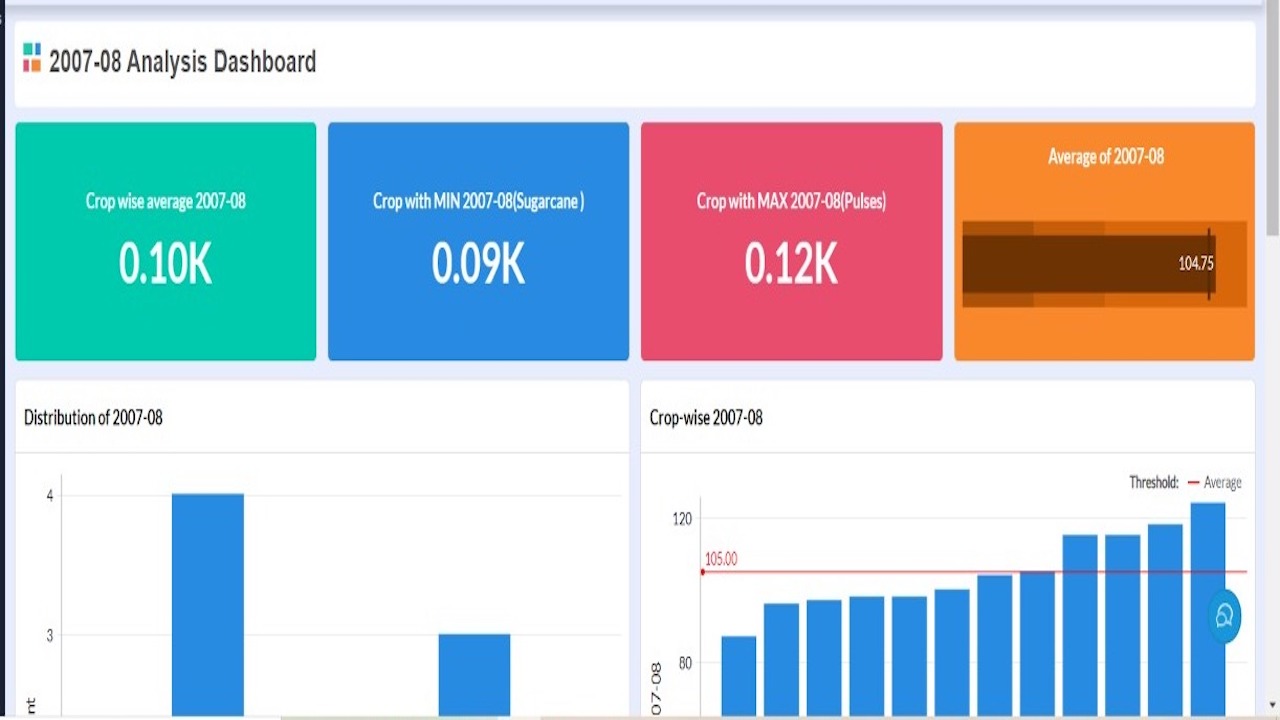 2007-08 Analysis Dashboard
Crop wise average 2007-08
0.10K
Crop with MIN 2007-08(Sugarcane )
0.09K
Crop with MAX 2007-08(Pulses)
0.12K
Average of 2007-08
104.75
Distribution of 2007-08
4
3
nt
Crop-wise 2007-08
Threshold: Average
120
105.00
80
07-08